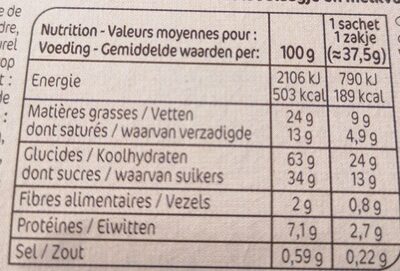 Nutrition - Valeurs moyennes pour :
Voeding - Gemiddelde waarden per:
100 g
1 sachet
1 zakje
(≈37,5g)
Energie
2106 kJ 790 kJ
503 kcal 189 kcal
Matières grasses / Vetten 24 g 9 g
dont saturés / waarvan verzadigde 13 g 4,9 g
Glucides / Koolhydraten 63 g 24 g
dont sucres / waarvan suikers 34 g 13 g
Fibres alimentaires / Vezels 2 g 0,8 g
Protéines / Eiwitten 7,1 g 2,7 g
Sel / Zout 0,59 g 0,22 g